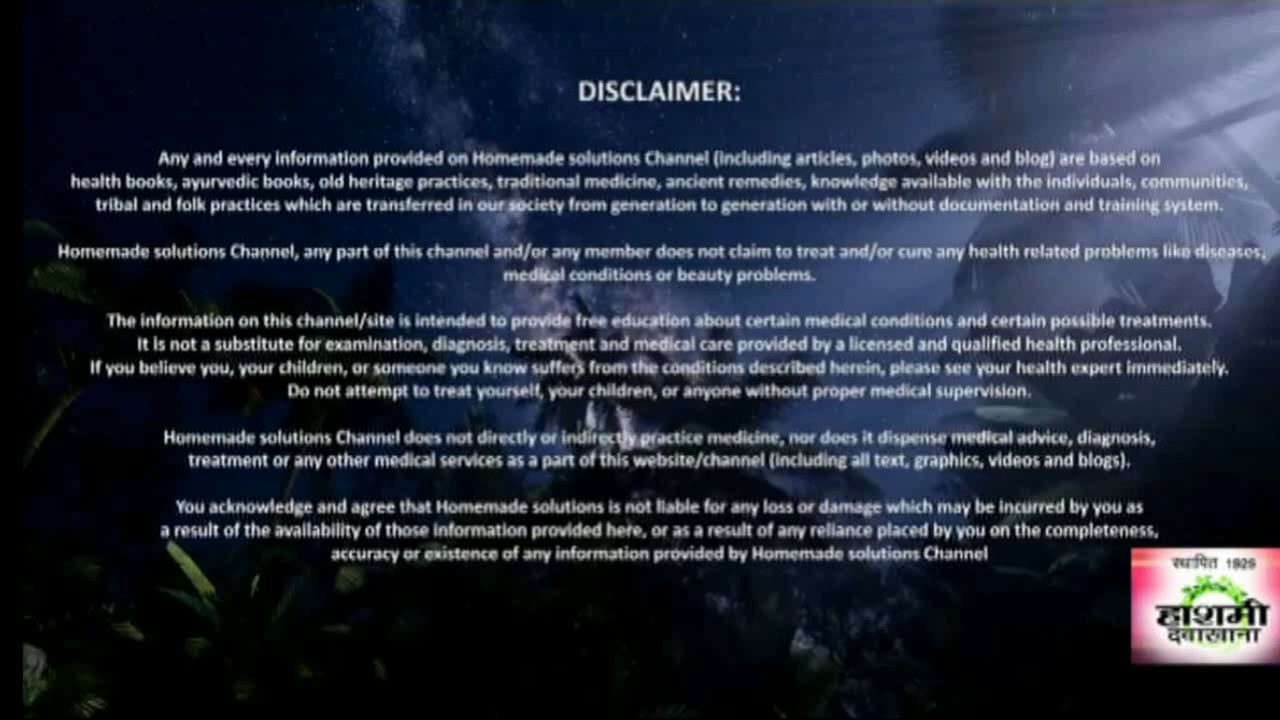 DISCLAIMER:
Any and every information provided on Homemade solutions Channel (including articles, photos, videos and blog) are based on
health books, ayurvedic books, old heritage practices, traditional medicine, ancient remedies, knowledge available with the individuals, communities,
tribal and folk practices which are transferred in our society from generation to generation with or without documentation and training system.
Homemade solutions Channel, any part of this channel and/or any member does not claim to treat and/or cure any health related problems like diseases,
medical conditions or beauty problems.
The information on this channel/site is intended to provide free education about certain medical conditions and certain possible treatments.
It is not a substitute for examination, diagnosis, treatment and medical care provided by a licensed and qualified health professional.
If you believe you, your children, or someone you know suffers from the conditions described herein, please see your health expert immediately.
Do not attempt to treat yourself, your children, or anyone without proper medical supervision.
Homemade solutions Channel does not directly or indirectly practice medicine, nor does it dispense medical advice, diagnosis,
treatment or any other medical services as a part of this website/channel (including all text, graphics, videos and blogs).
You acknowledge and agree that Homemade solutions is not liable for any loss or damage which may be incurred by you as
a result of the availability of those information provided here, or as a result of any reliance placed by you on the completeness,
accuracy or existence of any information provided by Homemade solutions Channel
स्थापित 1929
हाशमी
दवाखाना